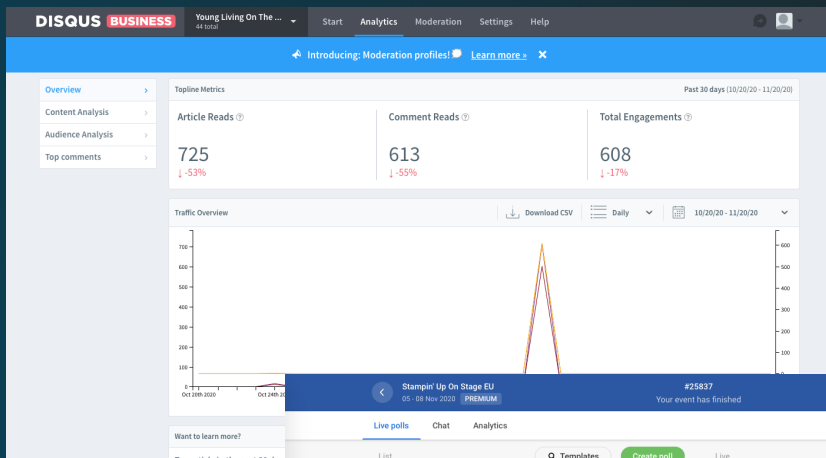 DISQUS BUSINESS
Young Living On The ...
44 total
Start Analytics Moderation Settings Help
Introducing: Moderation profiles! Learn more »
Overview
Content Analysis
Audience Analysis
Top comments
Topline Metrics
Past 30 days (10/20/20 - 11/20/20)
Article Reads
725
↓ -53%
Comment Reads
613
↓ -55%
Total Engagements
608
↓ -17%
Traffic Overview
Download CSV
Daily
10/20/20 - 11/20/20
700
600
500
400
300
200
100
0
600
500
400
300
200
100
Oct 20th 2020
Oct 24th
Stampin' Up On Stage EU
05 - 08 Nov 2020 PREMIUM
#25837
Your event has finished
Live polls Chat Analytics
Want to learn more?
List
Templates
Create poll
Live